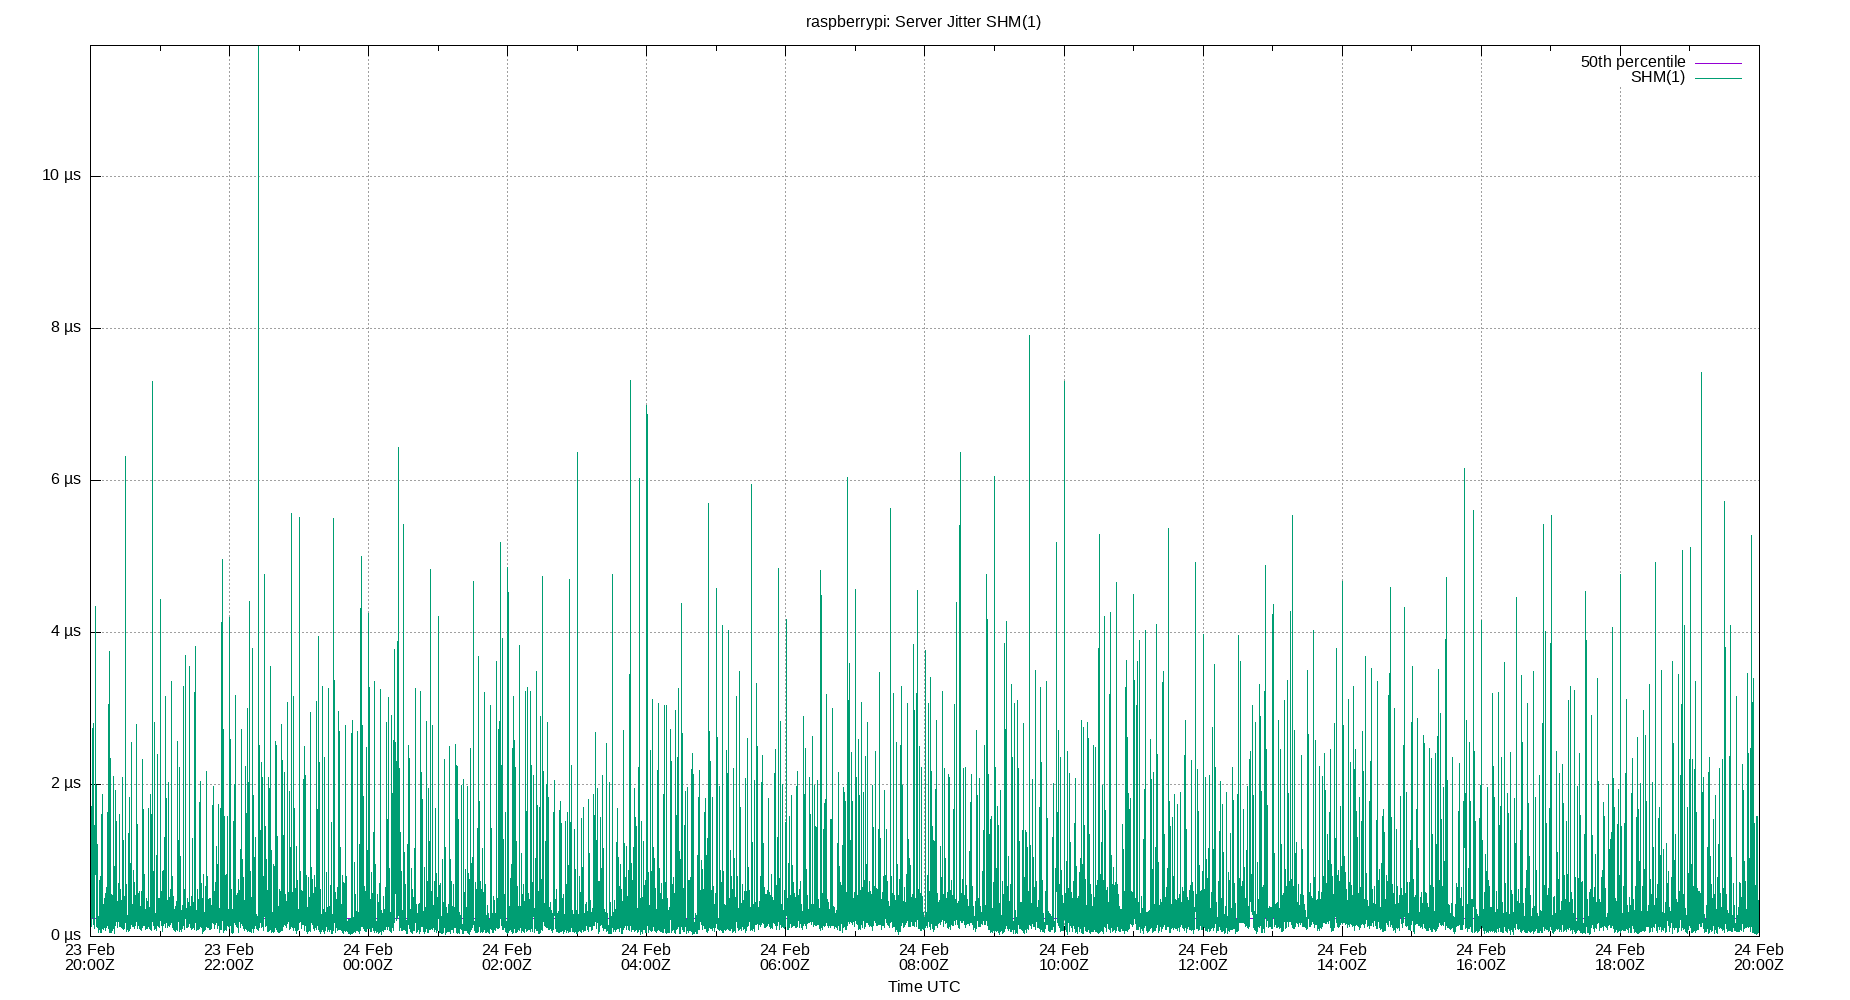 raspberrypi: Server Jitter SHM(1)
50th percentile
SHM(1)
10 µs
8 µs
6 µs
4 µs
2 µs
0 µs
23 Feb 23 Feb 24 Feb 24 Feb 24 Feb 24 Feb 24 Feb 24 Feb 24 Feb 24 Feb 24 Feb 24 Feb 24 Feb
20:00Z 22:00Z 00:00Z 02:00Z 04:00Z 06:00Z 08:00Z 10:00Z 12:00Z 14:00Z 16:00Z 18:00Z 20:00Z
Time UTC